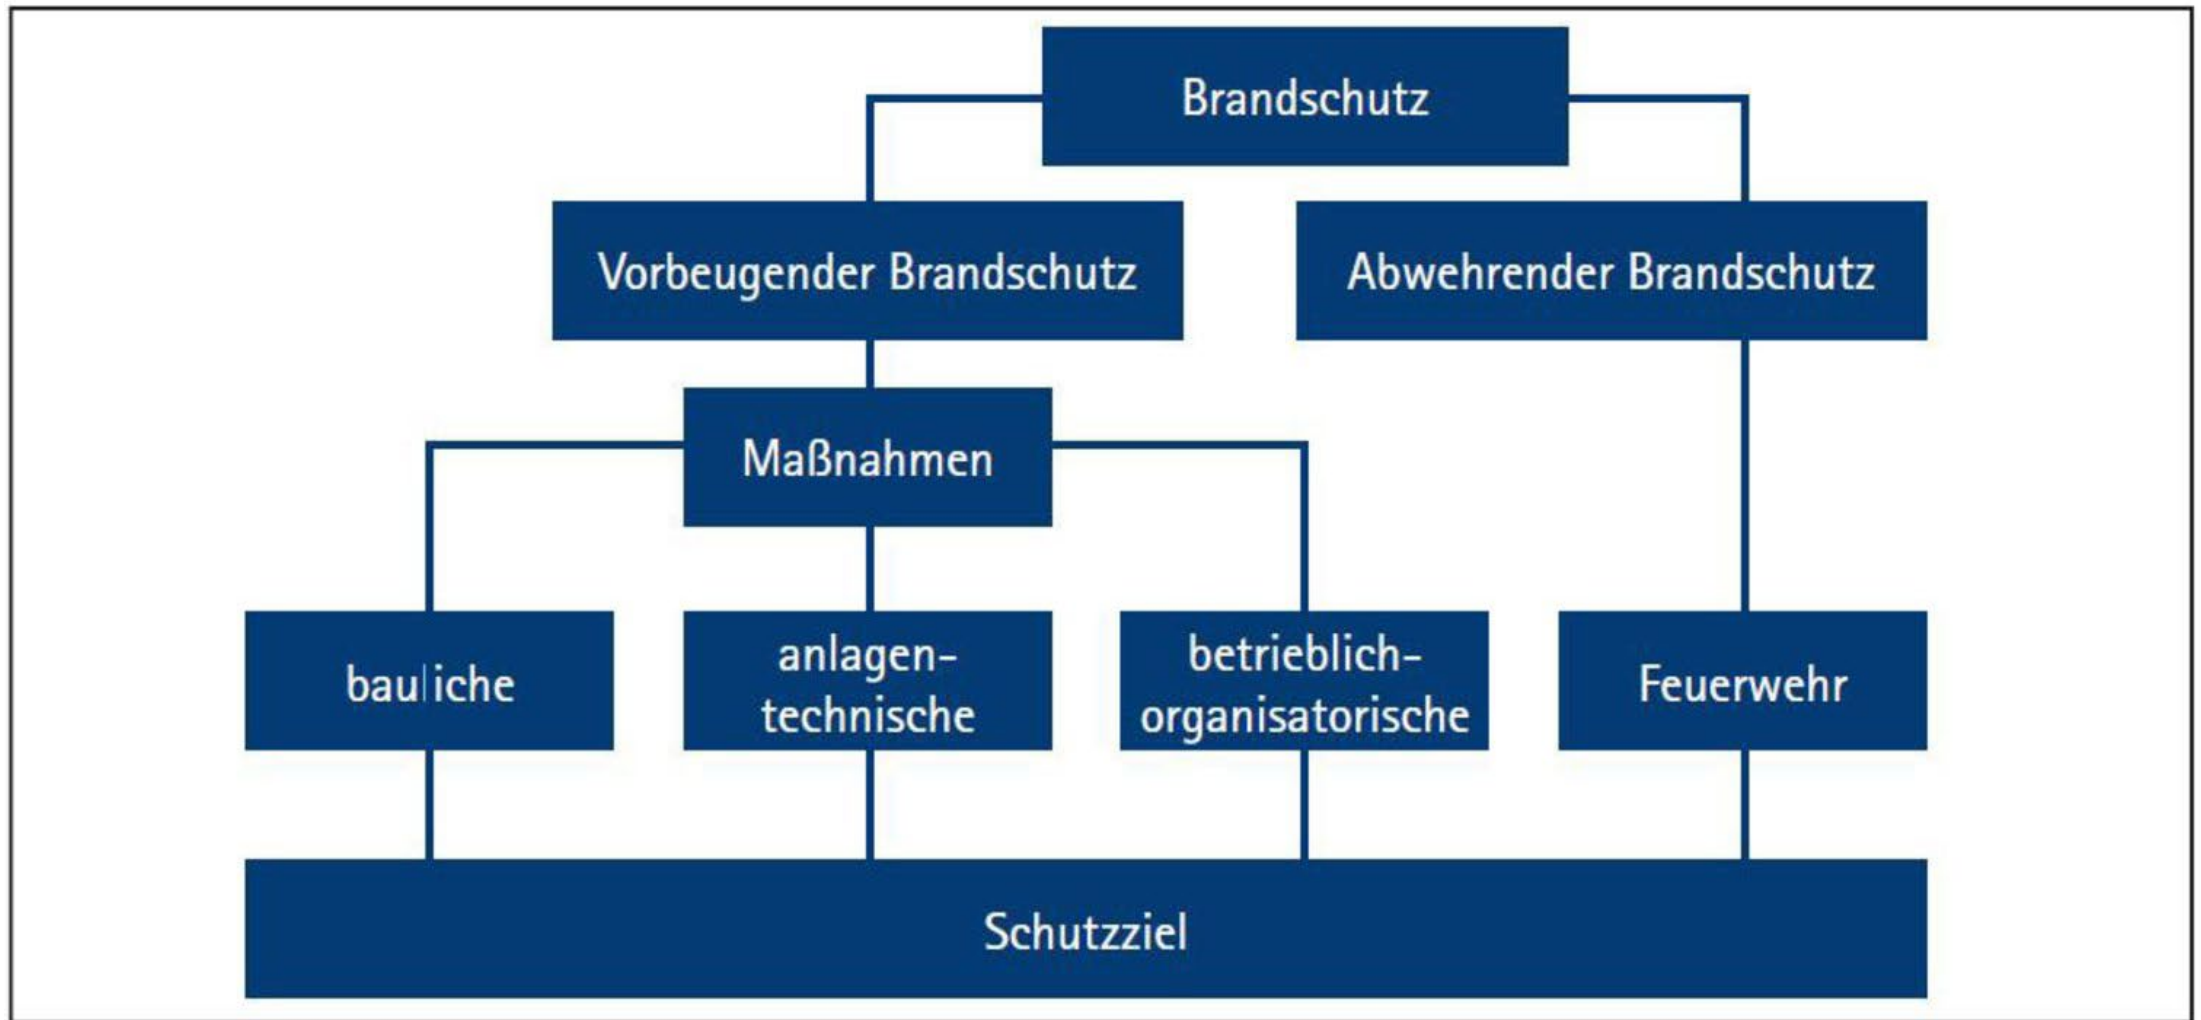 Brandschutz
Vorbeugender Brandschutz
Abwehrender Brandschutz
Maßnahmen
bauliche
anlagen-
technische
betrieblich-
organisatorische
Feuerwehr
Schutzziel